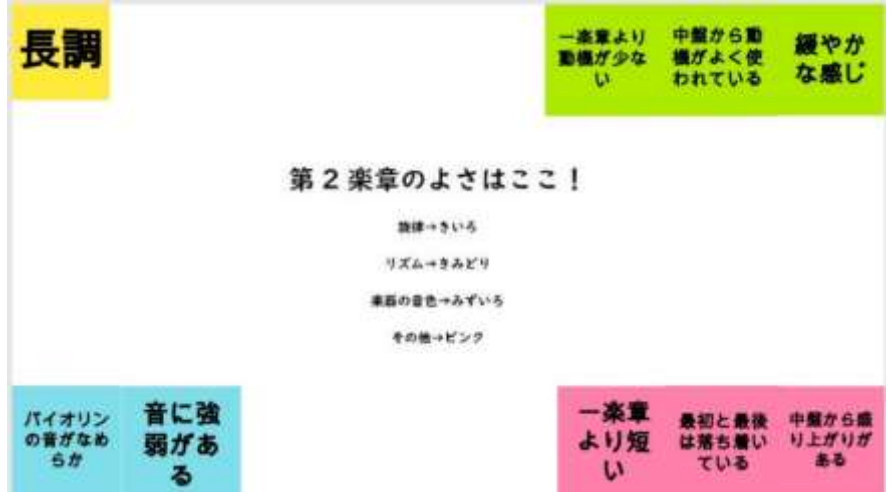 長調
一楽章より
動機が少な
い
中盤から動
機がよく使
われている
緩やか
な感じ
第2楽章のよさはここ!
旋律→きいろ
リズム→きみどり
楽器の音色→みずいろ
その他→ピンク
バイオリン
の音がなめ
らか
音に強
弱があ
る
一楽章
より短
い
最初と最後
は落ち着い
ている
中盤から盛
り上がりが
ある